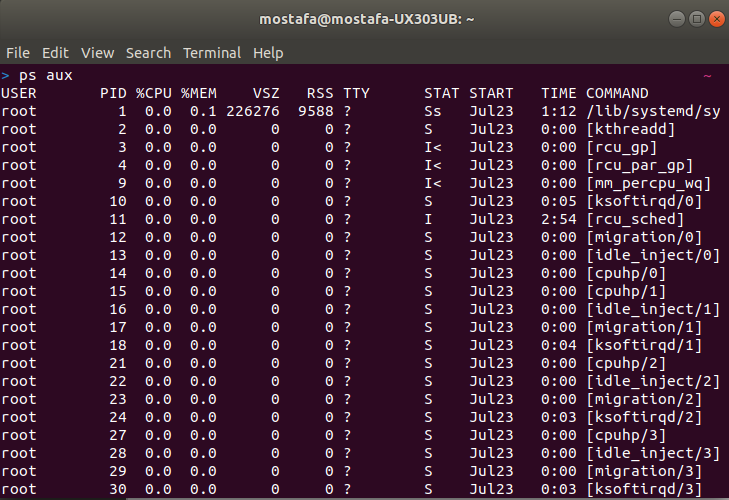 mostafa@mostafa-UX303UB: ~
File Edit View Search Terminal Help
> ps aux ~
USER PID %CPU %MEM VSZ RSS TTY STAT START TIME COMMAND
root 1 0.0 0.1 226276 9588 ? Ss Jul23 1:12 /lib/systemd/sy
root 2 0.0 0.0 0 0 ? S Jul23 0:00 [kthreadd]
root 3 0.0 0.0 0 0 ? I< Jul23 0:00 [rcu_gp]
root 4 0.0 0.0 0 0 ? I< Jul23 0:00 [rcu_par_gp]
root 9 0.0 0.0 0 0 ? I< Jul23 0:00 [mm_percpu_wq]
root 10 0.0 0.0 0 0 ? S Jul23 0:05 [ksoftirqd/0]
root 11 0.0 0.0 0 0 ? I Jul23 2:54 [rcu_sched]
root 12 0.0 0.0 0 0 ? S Jul23 0:00 [migration/0]
root 13 0.0 0.0 0 0 ? S Jul23 0:00 [idle_inject/0]
root 14 0.0 0.0 0 0 ? S Jul23 0:00 [cpuhp/0]
root 15 0.0 0.0 0 0 ? S Jul23 0:00 [cpuhp/1]
root 16 0.0 0.0 0 0 ? S Jul23 0:00 [idle_inject/1]
root 17 0.0 0.0 0 0 ? S Jul23 0:00 [migration/1]
root 18 0.0 0.0 0 0 ? S Jul23 0:04 [ksoftirqd/1]
root 21 0.0 0.0 0 0 ? S Jul23 0:00 [cpuhp/2]
root 22 0.0 0.0 0 0 ? S Jul23 0:00 [idle_inject/2]
root 23 0.0 0.0 0 0 ? S Jul23 0:00 [migration/2]
root 24 0.0 0.0 0 0 ? S Jul23 0:03 [ksoftirqd/2]
root 27 0.0 0.0 0 0 ? S Jul23 0:00 [cpuhp/3]
root 28 0.0 0.0 0 0 ? S Jul23 0:00 [idle_inject/3]
root 29 0.0 0.0 0 0 ? S Jul23 0:00 [migration/3]
root 30 0.0 0.0 0 0 ? S Jul23 0:03 [ksoftirqd/3]